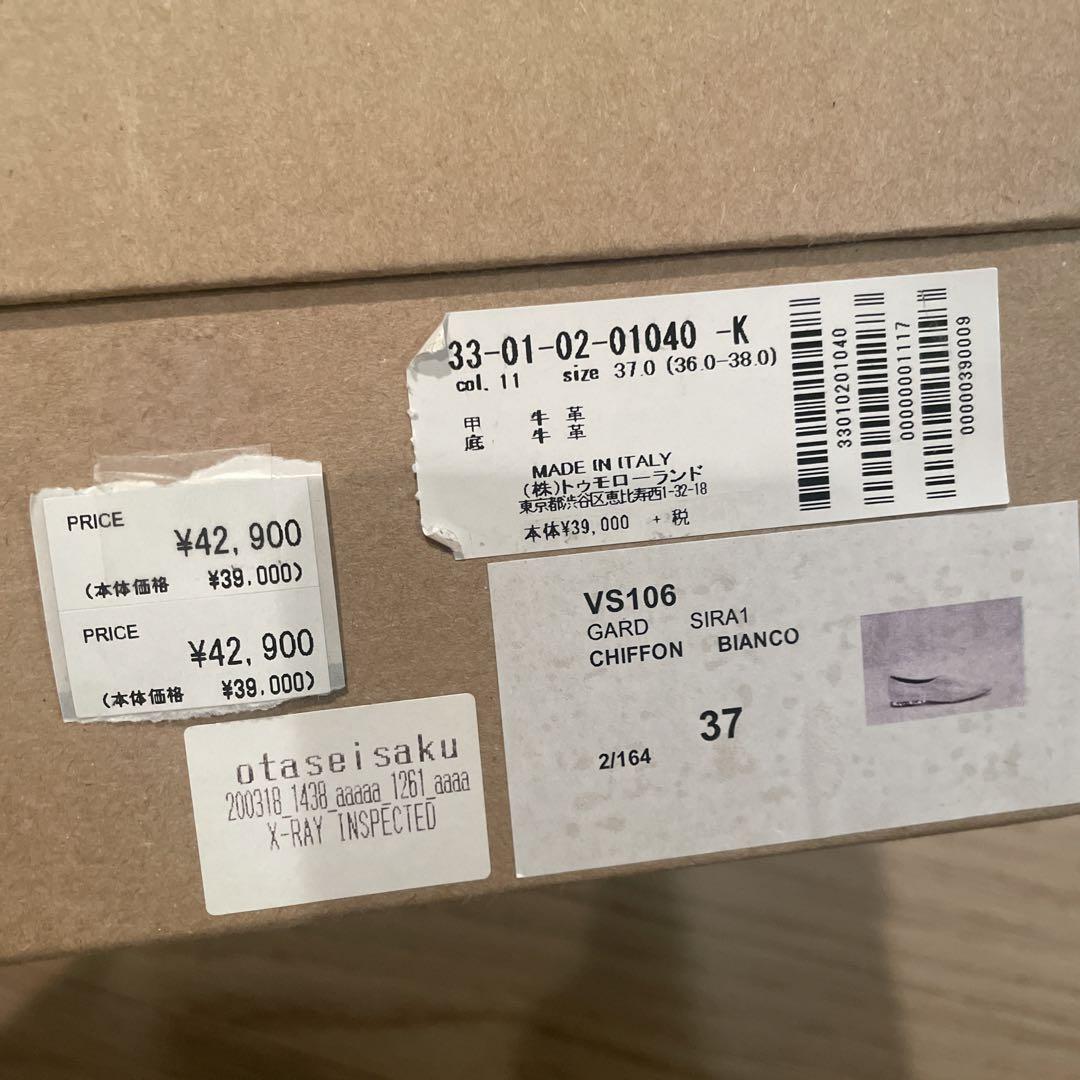 33-01-02-01040 -K
col. 11 size 37.0 (36.0-38.0)
甲 牛 革
底 牛 革
MADE IN ITALY
(株)トゥモローランド
東京都渋谷区恵比寿西1-32-18
本体¥39,000 + 税
33010201040
0000001117
0000390009
PRICE
¥42,900
(本体価格 ¥39,000)
PRICE
¥42,900
(本体価格 ¥39,000)
VS106
GARD SIRA1
CHIFFON BIANCO
37
2/164
otaseisaku
200318_1438_aaaaa_1261_aaaa
X-RAY INSPECTED